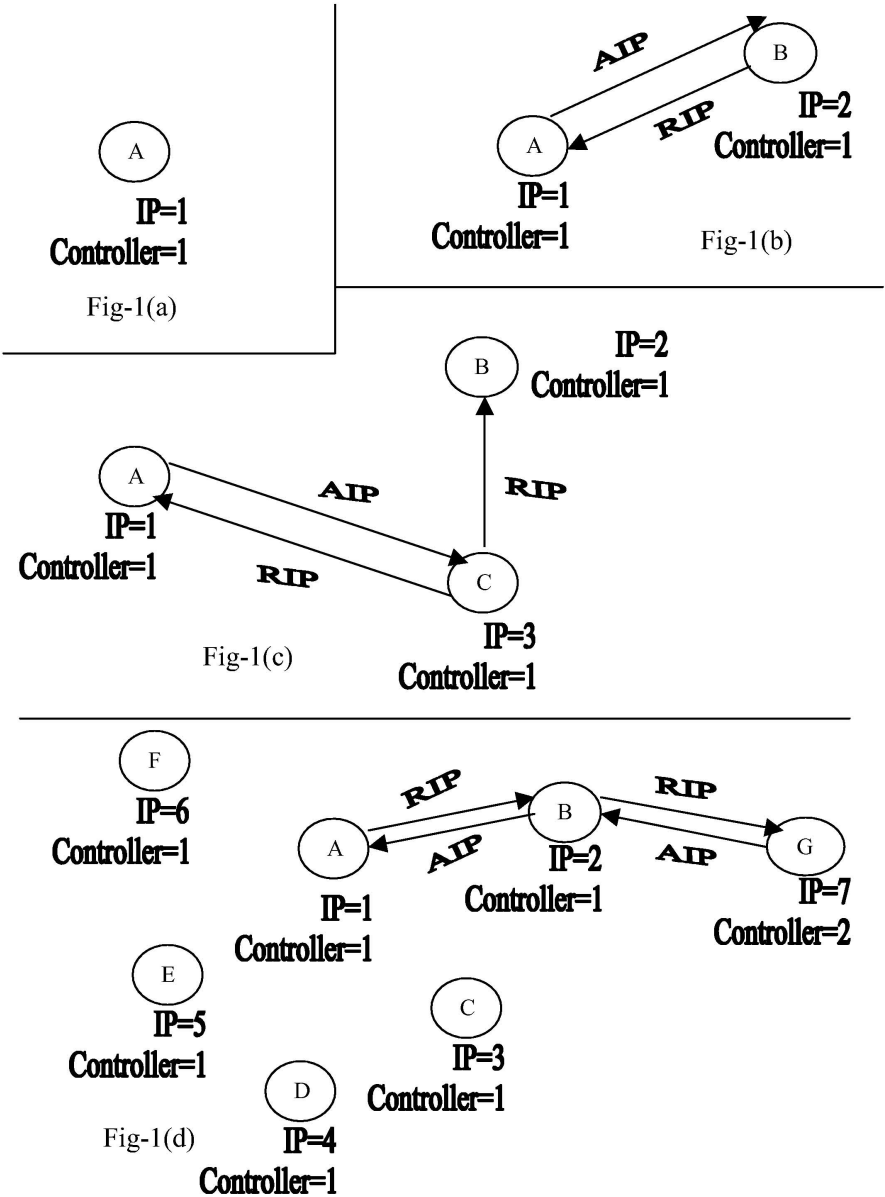 A
IP=1
Controller=1
Fig-1(a)
AIP
B
RIP
IP=2
Controller=1
A
IP=1
Controller=1
Fig-1(b)
B
IP=2
Controller=1
A
AIP
RIP
IP=1
Controller=1
RIP
C
IP=3
Controller=1
Fig-1(c)
F
IP=6
Controller=1
RIP
A
AIP
B
RIP
AIP
G
IP=1
Controller=1
IP=2
Controller=1
IP=7
Controller=2
E
IP=5
Controller=1
C
IP=3
Controller=1
D
IP=4
Controller=1
Fig-1(d)